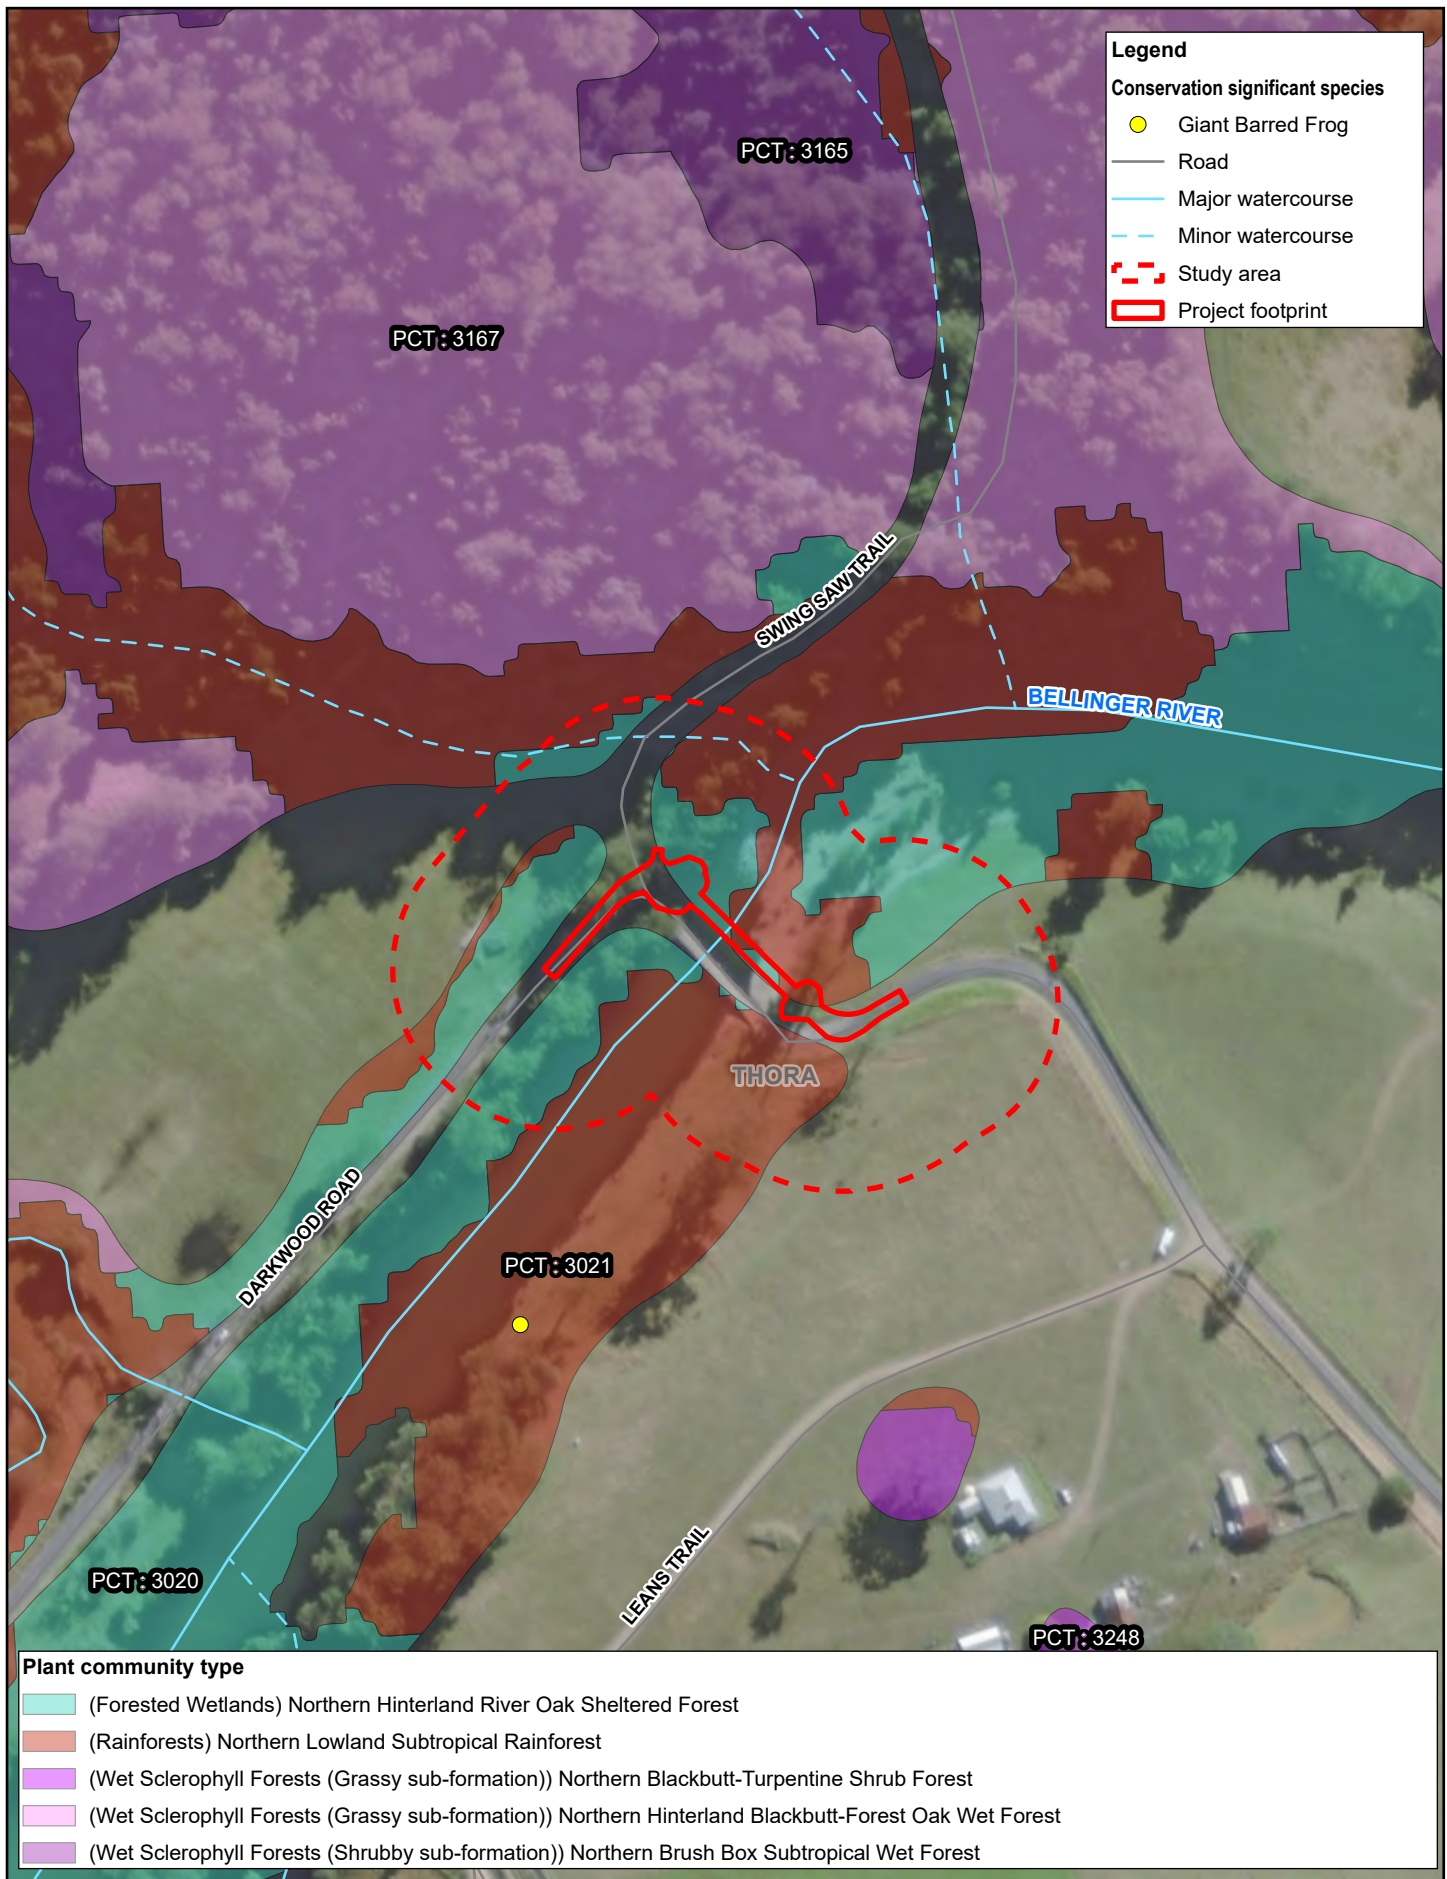 Legend
Conservation significant species
Giant Barred Frog
Road
Major watercourse
Minor watercourse
Study area
Project footprint
PCT : 3165
PCT : 3167
SWING SAW TRAIL
BELLINGER RIVER
THORA
DARKWOOD ROAD
PCT : 3021
LEANS TRAIL
PCT : 3020
PCT : 3248
Plant community type
(Forested Wetlands) Northern Hinterland River Oak Sheltered Forest
(Rainforests) Northern Lowland Subtropical Rainforest
(Wet Sclerophyll Forests (Grassy sub-formation)) Northern Blackbutt-Turpentine Shrub Forest
(Wet Sclerophyll Forests (Grassy sub-formation)) Northern Hinterland Blackbutt-Forest Oak Wet Forest
(Wet Sclerophyll Forests (Shrubby sub-formation)) Northern Brush Box Subtropical Wet Forest